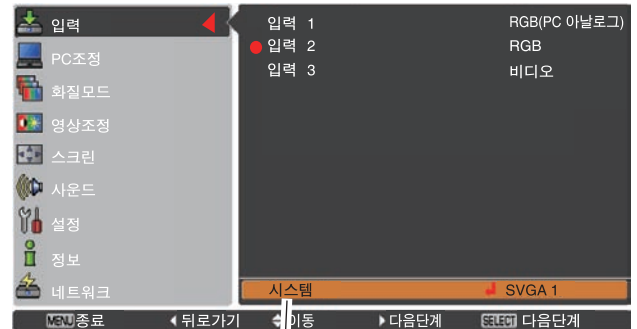 입력
PC조정
화질모드
영상조정
스크린
사운드
설정
정보
네트워크
입력 1 RGB(PC 아날로그)
입력 2 RGB
입력 3 비디오
시스템 SVGA 1
MENU 종료 뒤로가기 이동 다음단계 SELECT 다음단계